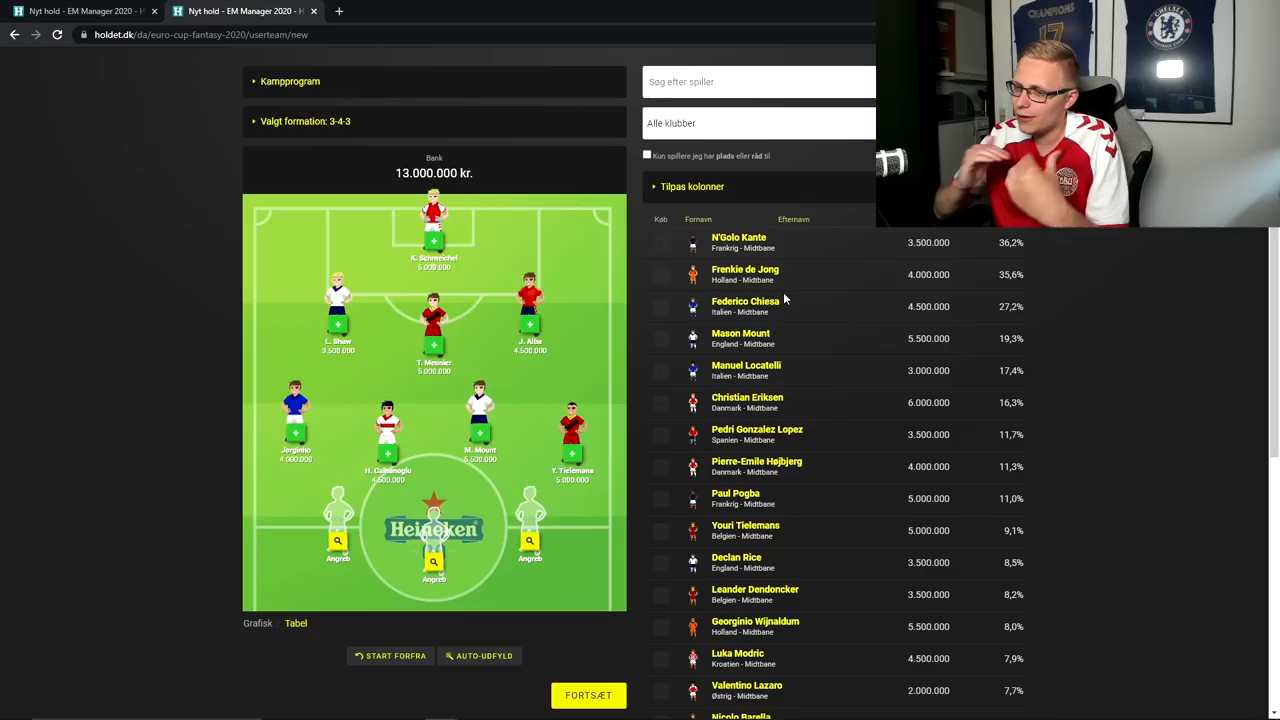 Nyt hold - EM Manager 2020 - H
Nyt hold - EM Manager 2020 - H
holdet.dk/da/euro-cup-fantasy-2020/userteam/new
CHAMPIONS
17
CHELSEA
Kampprogram
Valgt formation: 3-4-3
Bank
13.000.000 kr.
K. Schmeichel
5.000.000
L. Shaw
3.500.000
T. Meunier
5.000.000
J. Alba
4.500.000
Jorginho
4.000.000
H. Calhanoglu
4.500.000
M. Mount
5.500.000
Y. Tielemans
5.000.000
Heineken
Angreb
Angreb
Angreb
Grafisk Tabel
START FORFRA
AUTO-UDFYLD
FORTSÆT
Søg efter spiller
Alle klubber
Kun spillere jeg har plads eller råd til
Tilpas kolonner
Køb Fornavn Efternavn
N'Golo Kante 3.500.000 36,2%
Frankrig - Midtbane
Frenkie de Jong 4.000.000 35,6%
Holland - Midtbane
Federico Chiesa 4.500.000 27,2%
Italien - Midtbane
Mason Mount 5.500.000 19,3%
England - Midtbane
Manuel Locatelli 3.000.000 17,4%
Italien - Midtbane
Christian Eriksen 6.000.000 16,3%
Danmark - Midtbane
Pedri Gonzalez Lopez 3.500.000 11,7%
Spanien - Midtbane
Pierre-Emile Højbjerg 4.000.000 11,3%
Danmark - Midtbane
Paul Pogba 5.000.000 11,0%
Frankrig - Midtbane
Youri Tielemans 5.000.000 9,1%
Belgien - Midtbane
Declan Rice 3.500.000 8,5%
England - Midtbane
Leander Dendoncker 3.500.000 8,2%
Belgien - Midtbane
Georginio Wijnaldum 5.500.000 8,0%
Holland - Midtbane
Luka Modric 4.500.000 7,9%
Kroatien - Midtbane
Valentino Lazaro 2.000.000 7,7%
Østrig - Midtbane
Nicolo Barella